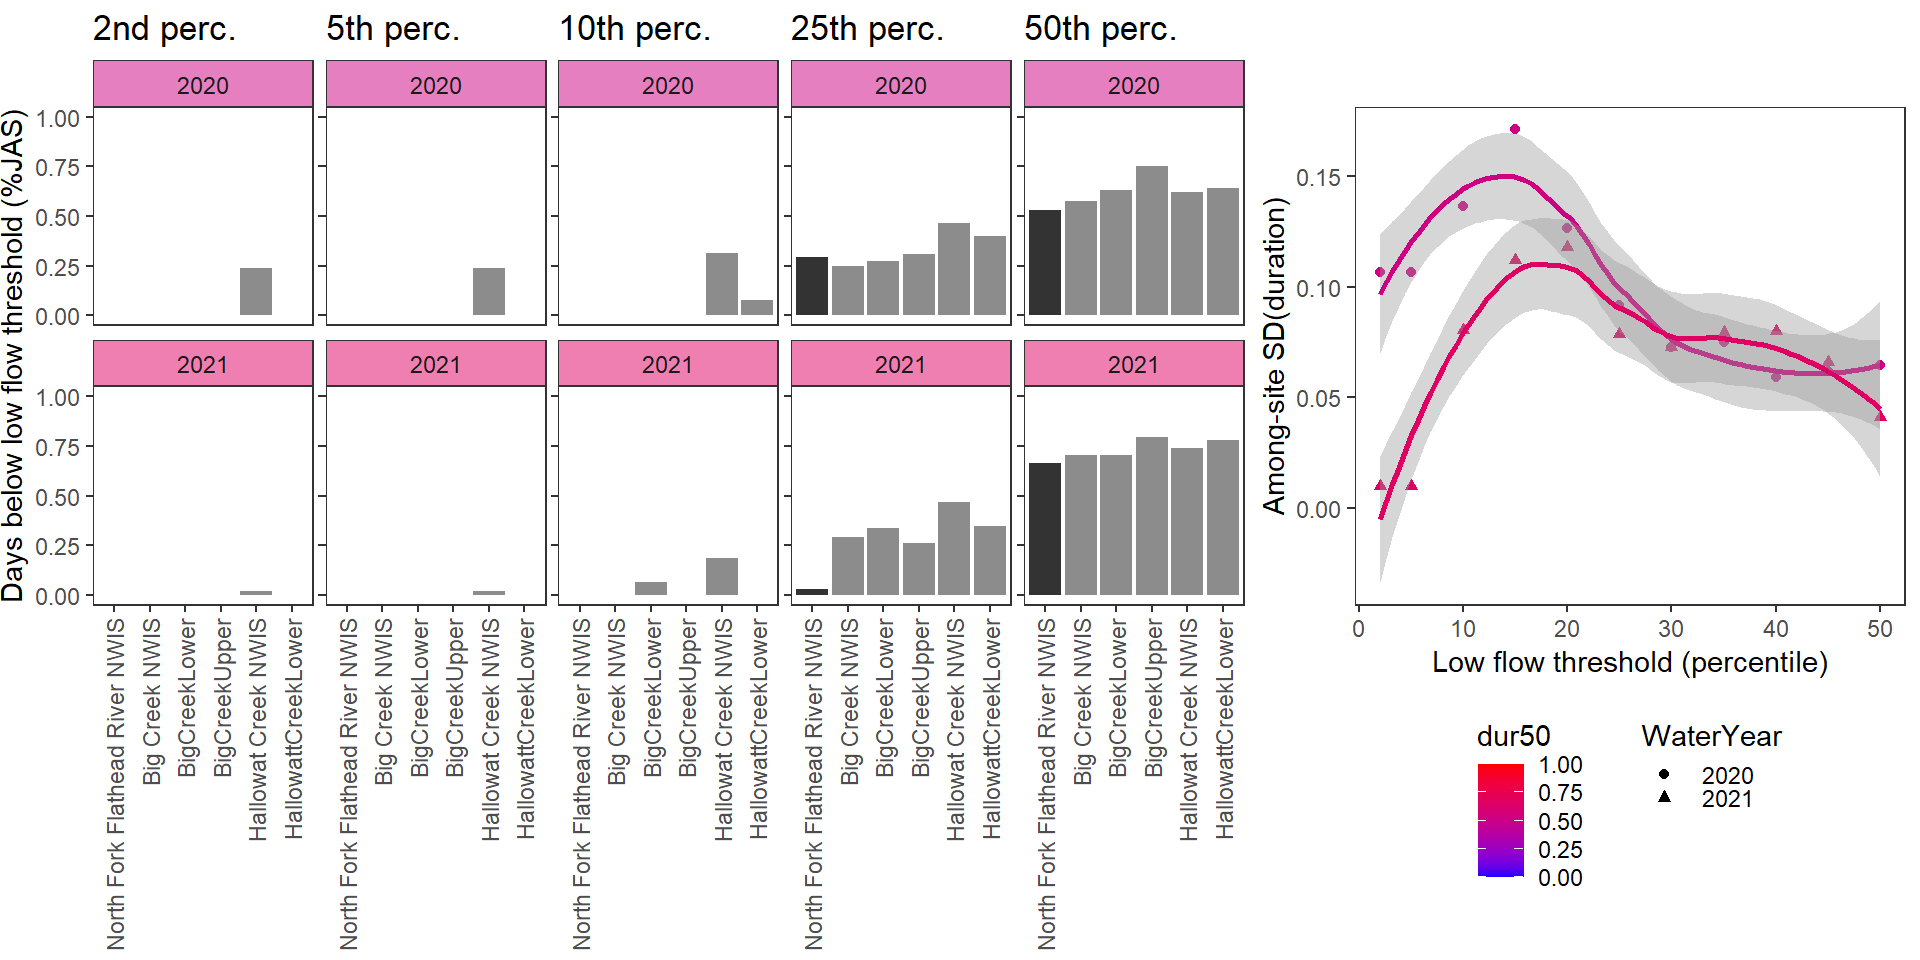 2nd perc.
5th perc.
10th perc.
25th perc.
50th perc.
2020
2020
2020
2020
2020
Days below low flow threshold (%JAS)
1.00
0.75
0.50
0.25
0.00
2021
2021
2021
2021
2021
1.00
0.75
0.50
0.25
0.00
North Fork Flathead River NWIS
Big Creek NWIS
BigCreekLower
BigCreekUpper
Hallowat Creek NWIS
HallowattCreekLower
North Fork Flathead River NWIS
Big Creek NWIS
BigCreekLower
BigCreekUpper
Hallowat Creek NWIS
HallowattCreekLower
North Fork Flathead River NWIS
Big Creek NWIS
BigCreekLower
BigCreekUpper
Hallowat Creek NWIS
HallowattCreekLower
North Fork Flathead River NWIS
Big Creek NWIS
BigCreekLower
BigCreekUpper
Hallowat Creek NWIS
HallowattCreekLower
North Fork Flathead River NWIS
Big Creek NWIS
BigCreekLower
BigCreekUpper
Hallowat Creek NWIS
HallowattCreekLower
Among-site SD(duration)
0.15
0.10
0.05
0.00
0 10 20 30 40 50
Low flow threshold (percentile)
dur50
1.00
0.75
0.50
0.25
0.00
WaterYear
2020
2021